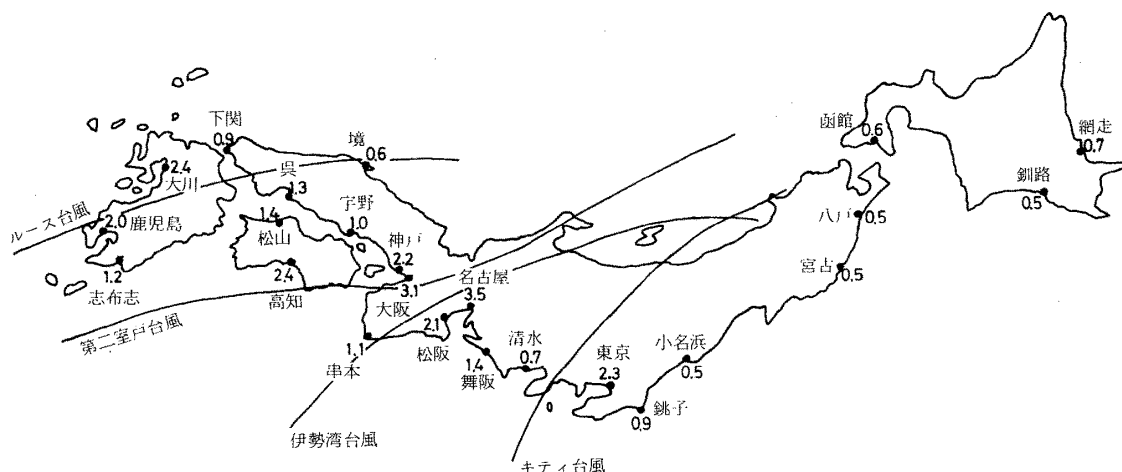 下関
0.9
境
0.6
函館
0.6
網走
0.7
釧路
0.5
2.4
大川
呉
1.3
ルース台風
2.0
鹿児島
1.4
松山
宇野
1.0
八戸
0.5
神戸
2.2
1.2
志布志
2.4
高知
3.1
大阪
名古屋
3.5
宮古
0.5
第二室戸台風
2.1
松阪
1.1
串本
清水
0.7
1.4
舞阪
東京
2.3
小名浜
0.5
銚子
0.9
伊勢湾台風
キティ台風